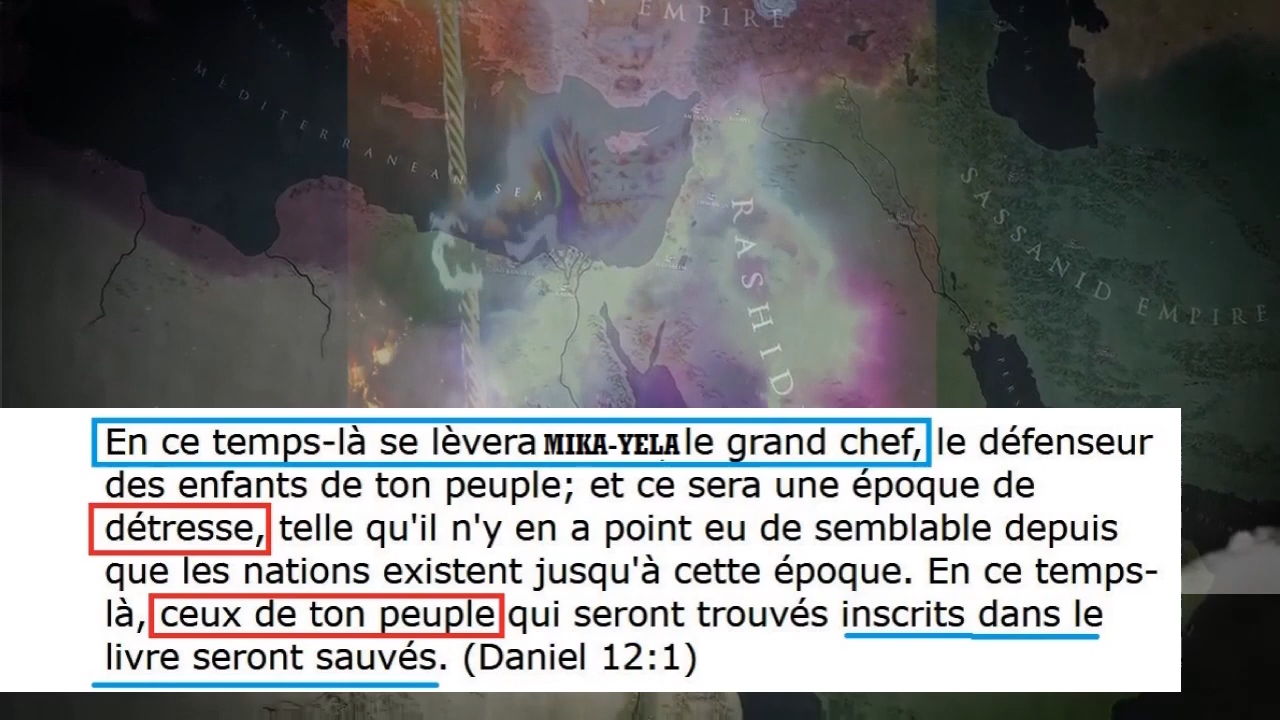 N EMPIRE
MEDITERRANEAN SEA
RASHID
SASSANID EMPIRE
En ce temps-là se lèvera MIKA-YELA le grand chef, le défenseur
des enfants de ton peuple; et ce sera une époque de
détresse, telle qu'il n'y en a point eu de semblable depuis
que les nations existent jusqu'à cette époque. En ce temps-
là, ceux de ton peuple qui seront trouvés inscrits dans le
livre seront sauvés. (Daniel 12:1)